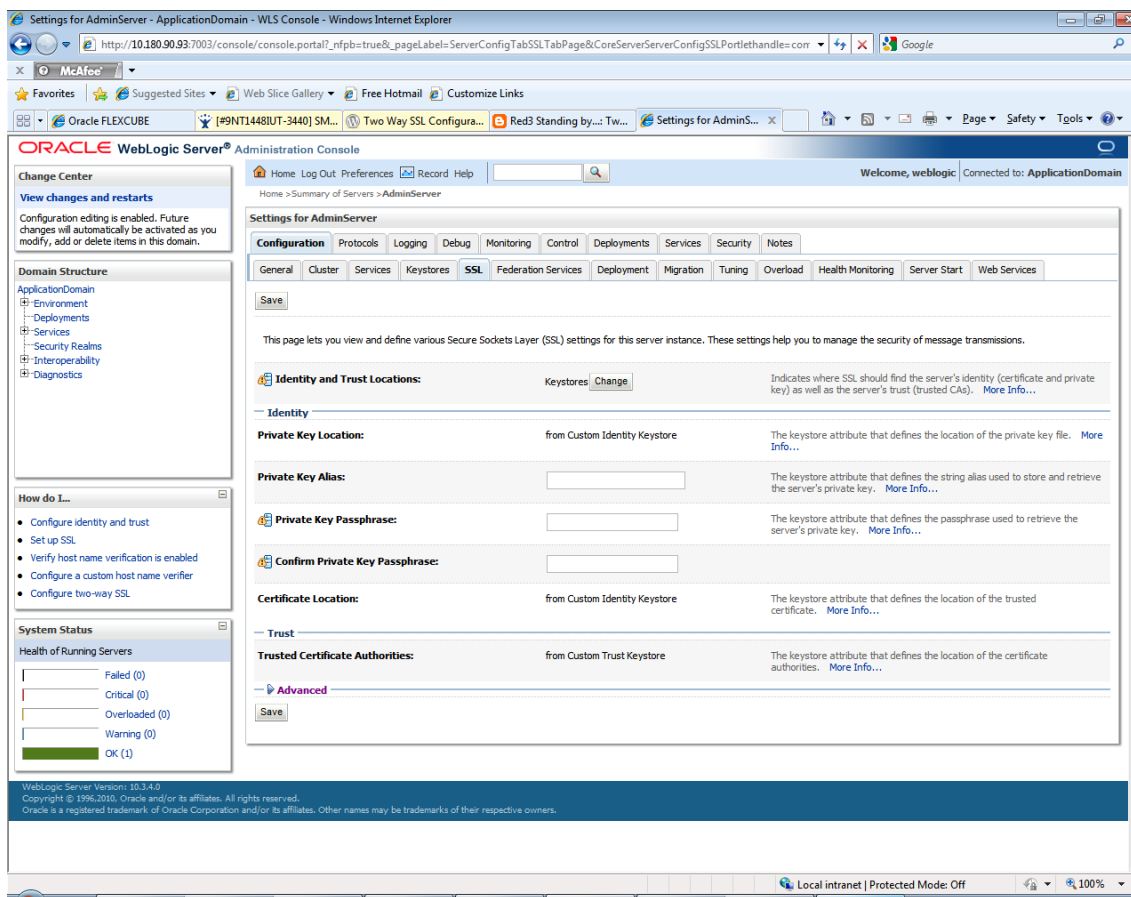 Settings for AdminServer - ApplicationDomain - WLS Console - Windows Internet Explorer
http://10.180.90.93:7003/console/console.portal?_nfpb=true&_pageLabel=ServerConfigTabSSLTabPage&CoreServerServerConfigSSLPortlethandle=com
Google
x McAfee
Favorites Suggested Sites Web Slice Gallery Free Hotmail Customize Links
Oracle FLEXCUBE [#9NT1448IUT-3440] SM... Two Way SSL Configura... Red3 Standing by...: Tw... Settings for AdminS... x Page Safety Tools
ORACLE WebLogic Server® Administration Console
Change Center
View changes and restarts
Configuration editing is enabled. Future
changes will automatically be activated as you
modify, add or delete items in this domain.
Domain Structure
ApplicationDomain
Environment
Deployments
Services
Security Realms
Interoperability
Diagnostics
How do I...
Configure identity and trust
Set up SSL
Verify host name verification is enabled
Configure a custom host name verifier
Configure two-way SSL
System Status
Health of Running Servers
Failed (0)
Critical (0)
Overloaded (0)
Warning (0)
OK (1)
Home Log Out Preferences Record Help
Welcome, weblogic Connected to: ApplicationDomain
Home >Summary of Servers >AdminServer
Settings for AdminServer
Configuration Protocols Logging Debug Monitoring Control Deployments Services Security Notes
General Cluster Services Keystores SSL Federation Services Deployment Migration Tuning Overload Health Monitoring Server Start Web Services
Save
This page lets you view and define various Secure Sockets Layer (SSL) settings for this server instance. These settings help you to manage the security of message transmissions.
Identity and Trust Locations: Keystores Change
Indicates where SSL should find the server's identity (certificate and private
key) as well as the server's trust (trusted CAs). More Info...
Identity
Private Key Location: from Custom Identity Keystore
The keystore attribute that defines the location of the private key file. More
Info...
Private Key Alias:
The keystore attribute that defines the string alias used to store and retrieve
the server's private key. More Info...
Private Key Passphrase:
The keystore attribute that defines the passphrase used to retrieve the
server's private key. More Info...
Confirm Private Key Passphrase:
Certificate Location: from Custom Identity Keystore
The keystore attribute that defines the location of the trusted
certificate. More Info...
Trust
Trusted Certificate Authorities: from Custom Trust Keystore
The keystore attribute that defines the location of the certificate
authorities. More Info...
Advanced
Save
WebLogic Server Version: 10.3.4.0
Copyright © 1996,2010, Oracle and/or its affiliates. All rights reserved.
Oracle is a registered trademark of Oracle Corporation and/or its affiliates. Other names may be trademarks of their respective owners.
Local intranet | Protected Mode: Off 100%